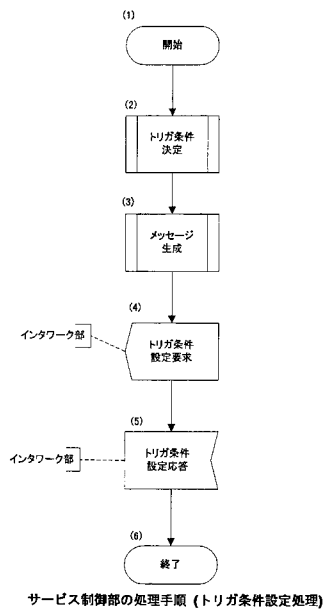 (1)
開始
(2)
トリガ条件
決定
(3)
メッセージ
生成
(4)
インタワーク部
トリガ条件
設定要求
(5)
インタワーク部
トリガ条件
設定応答
(6)
終了
サービス制御部の処理手順 (トリガ条件設定処理)